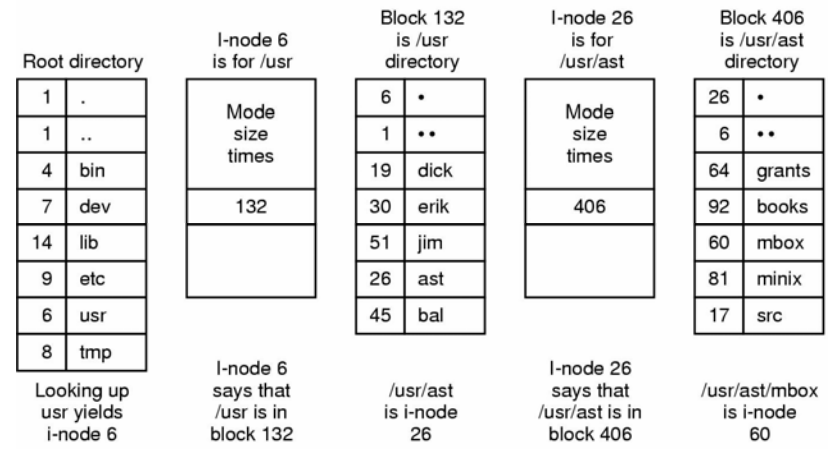 Root directory
1 .
1 ..
4 bin
7 dev
14 lib
9 etc
6 usr
8 tmp
Looking up
usr yields
i-node 6
I-node 6
is for /usr
Mode
size
times
132
I-node 6
says that
/usr is in
block 132
Block 132
is /usr
directory
6 •
1 ••
19 dick
30 erik
51 jim
26 ast
45 bal
/usr/ast
is i-node
26
I-node 26
is for
/usr/ast
Mode
size
times
406
I-node 26
says that
/usr/ast is in
block 406
Block 406
is /usr/ast
directory
26 •
6 ••
64 grants
92 books
60 mbox
81 minix
17 src
/usr/ast/mbox
is i-node
60